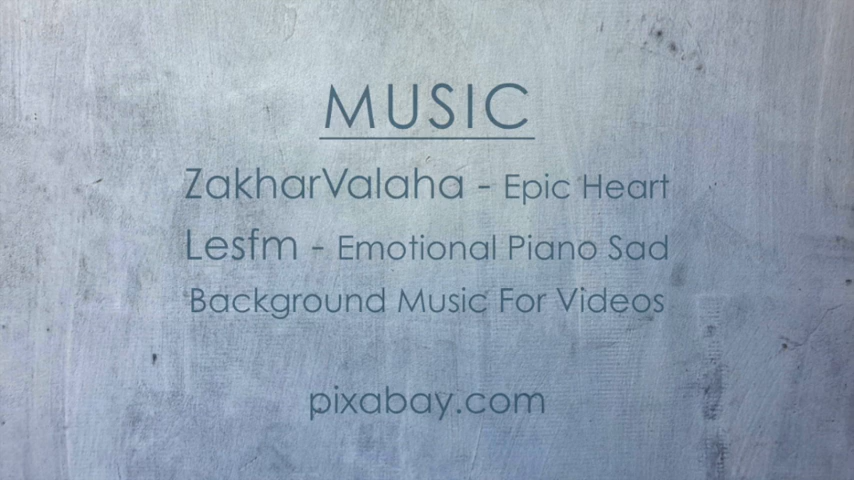 MUSIC
ZakharValaha - Epic Heart
Lesfm - Emotional Piano Sad
Background Music For Videos
pixabay.com